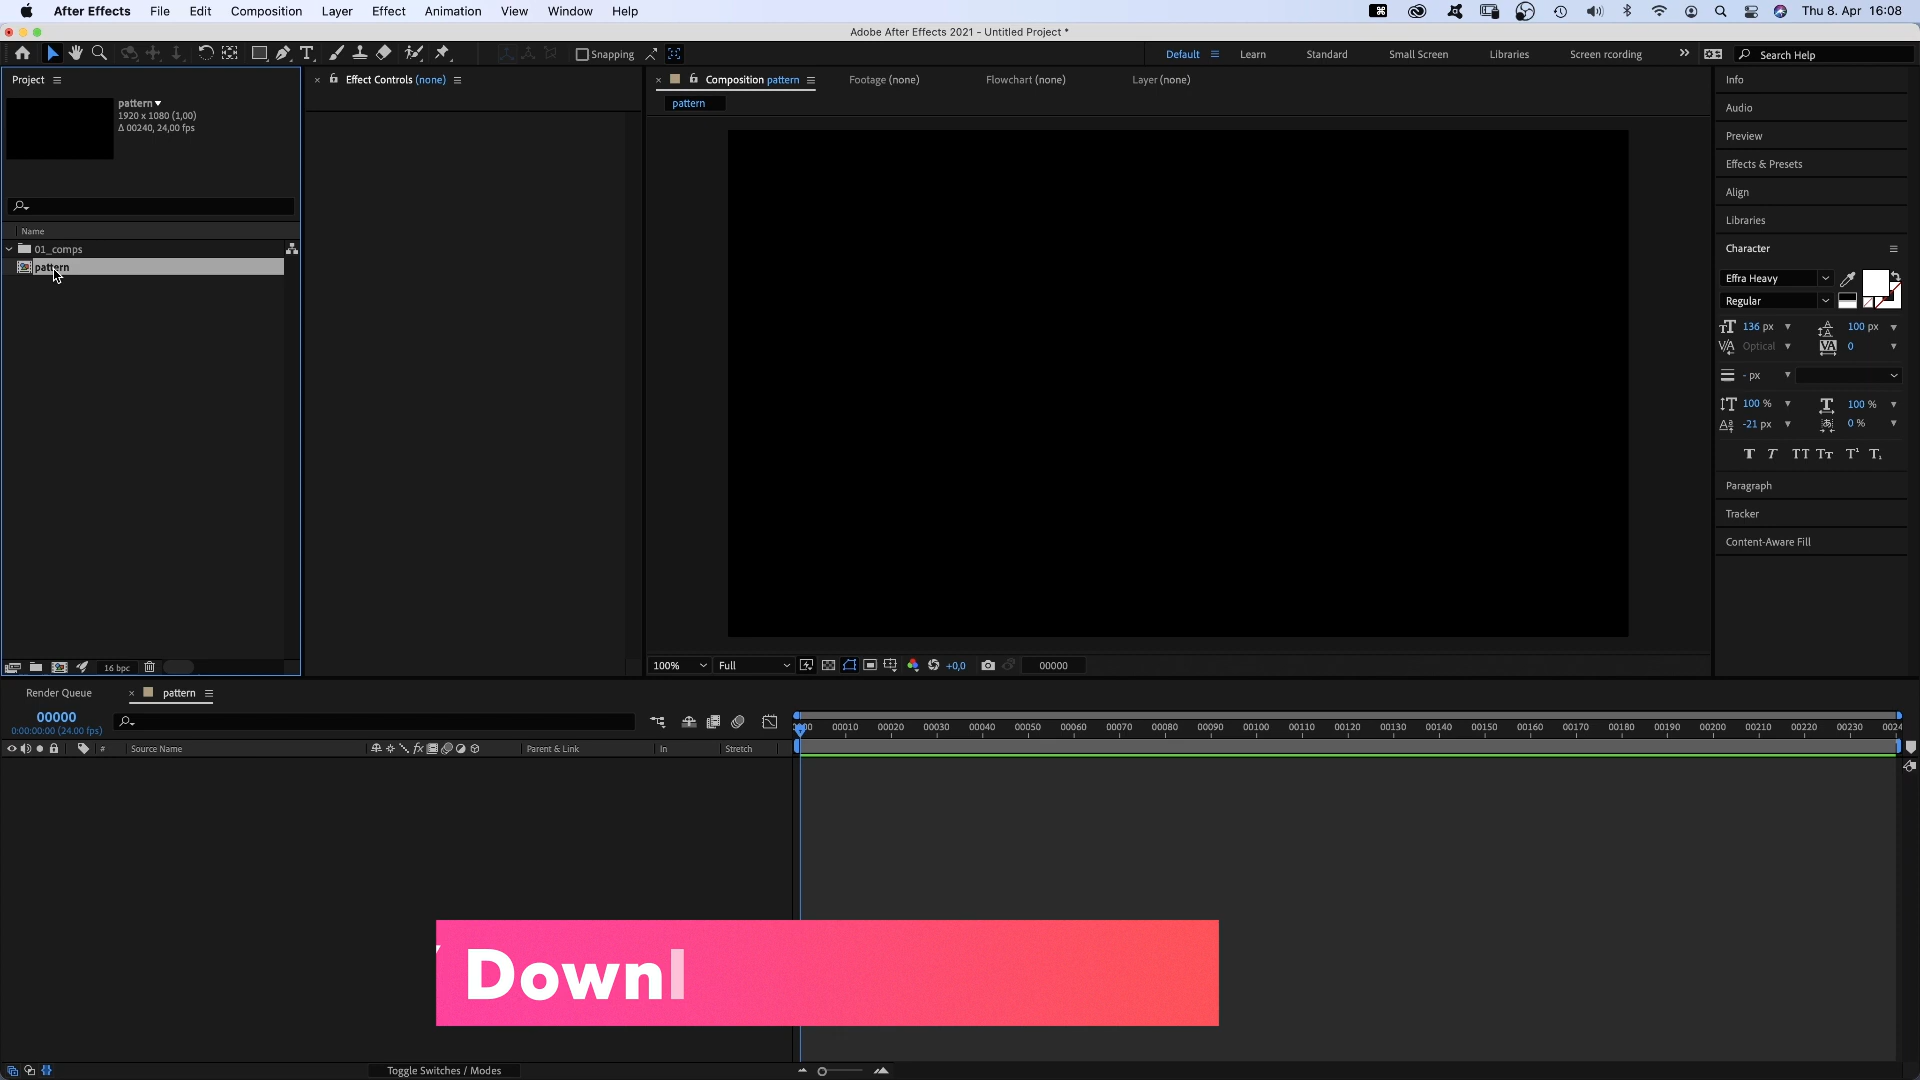 After Effects File Edit Composition Layer Effect Animation View Window Help Thu 8. Apr 16:08
Adobe After Effects 2021 - Untitled Project *
Snapping Default Learn Standard Small Screen Libraries Screen rcording Search Help
Project Effect Controls (none) Composition pattern Footage (none) Flowchart (none) Layer (none) Info
pattern
1920 x 1080 (1,00)
Δ 00240, 24,00 fps
pattern
Audio
Preview
Effects & Presets
Align
Libraries
Name
01_comps
pattern
Character
Effra Heavy
Regular
136 px 100 px
Optical 0
- px
100 % 100 %
-21 px 0 %
Paragraph
Tracker
Content-Aware Fill
16 bpc 100% Full +0,0 00000
Render Queue pattern
00000
0:00:00:00 (24.00 fps)
00010 00020 00030 00040 00050 00060 00070 00080 00090 00100 00110 00120 00130 00140 00150 00160 00170 00180 00190 00200 00210 00220 00230 0024
# Source Name Parent & Link In Stretch
Downl
Toggle Switches / Modes